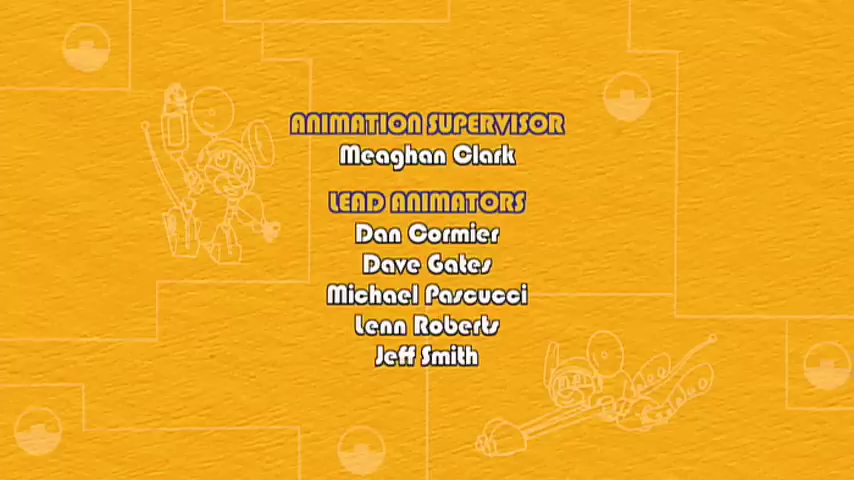 ANIMATION SUPERVISOR
Meaghan Clark
LEAD ANIMATORS
Dan Cormier
Dave Gates
Michael Pascucci
Lenn Roberts
Jeff Smith